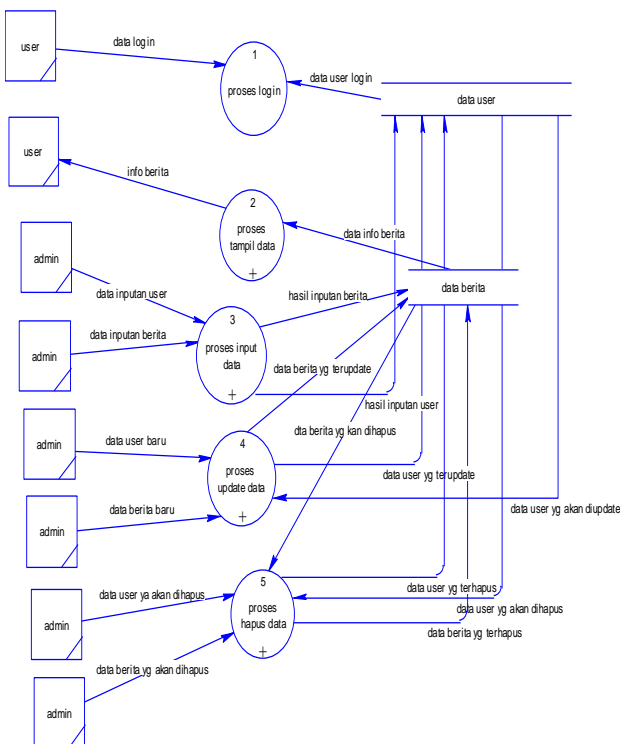 user
data login
1
proses login
data user login
data user
user
info berita
2
proses
tampil data
+
data info berita
admin
data inputan user
data berita
hasil inputan berita
admin
data inputan berita
3
proses input
data
+
data berita yg terupdate
hasil inputan user
dta berita yg kan dihapus
admin
data user baru
4
proses
update data
+
data user yg terupdate
data user yg akan diupdate
admin
data berita baru
5
proses
hapus data
+
data user yg terhapus
data user yg akan dihapus
data berita yg terhapus
admin
data user ya akan dihapus
data berita yg akan dihapus
admin